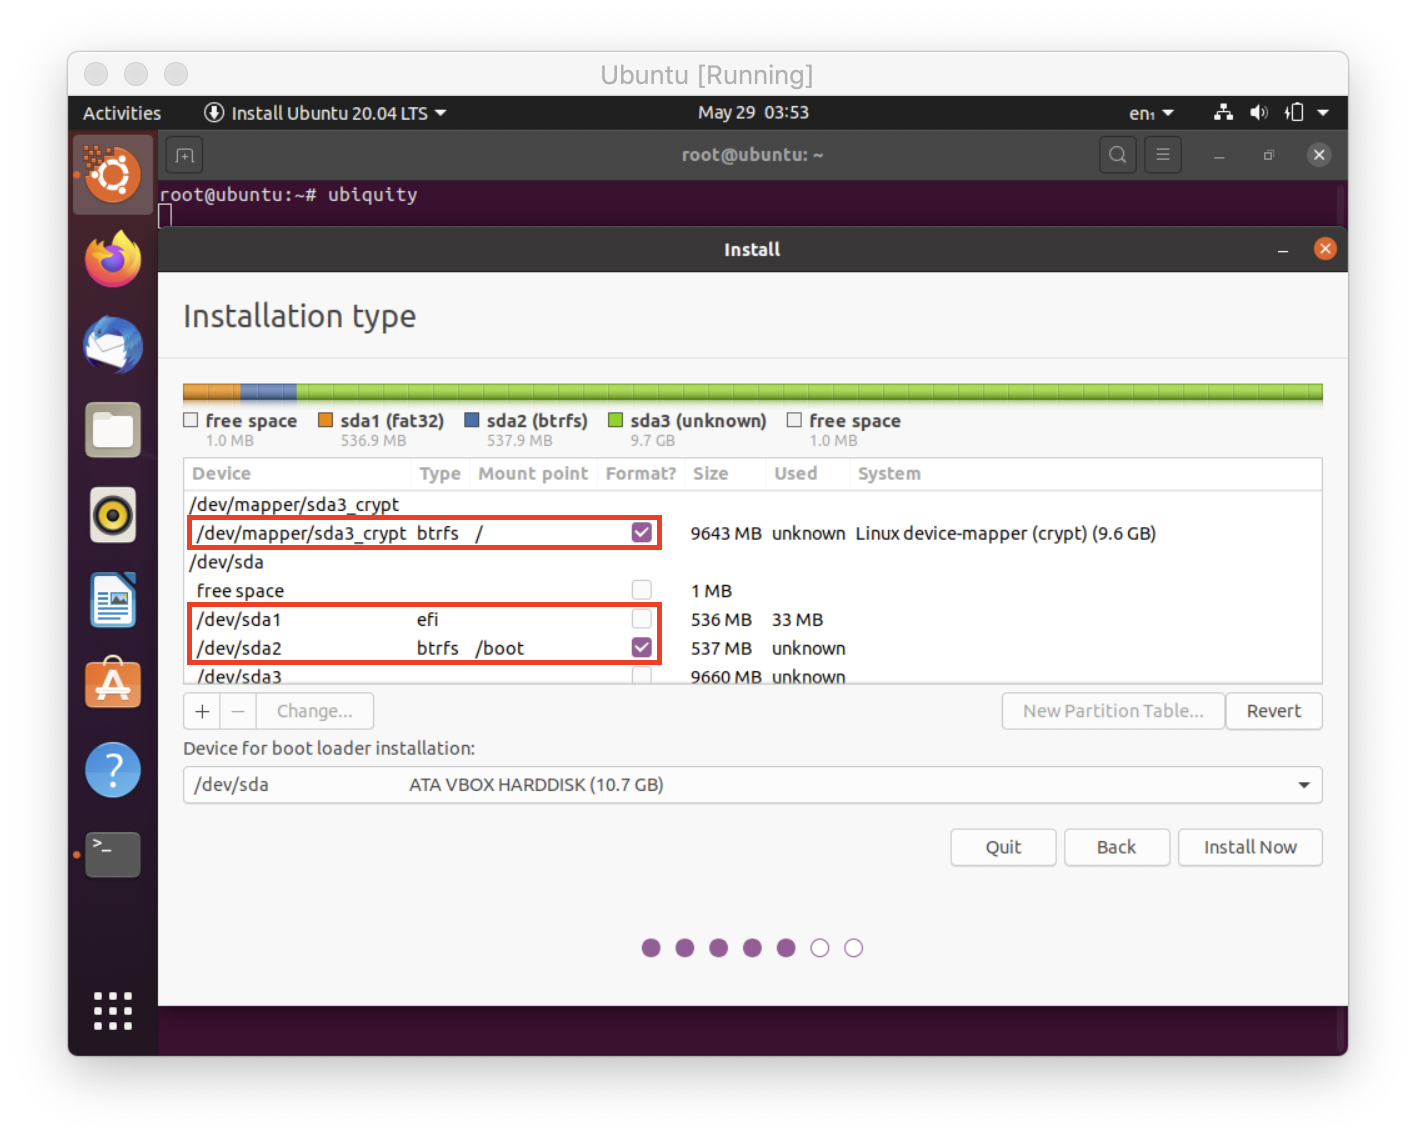 Ubuntu [Running]
Activities Install Ubuntu 20.04 LTS May 29 03:53 en₁
root@ubuntu: ~
root@ubuntu:~# ubiquity
Install
Installation type
free space sda1 (fat32) sda2 (btrfs) sda3 (unknown) free space
1.0 MB 536.9 MB 537.9 MB 9.7 GB 1.0 MB
Device Type Mount point Format? Size Used System
/dev/mapper/sda3_crypt
/dev/mapper/sda3_crypt btrfs / 9643 MB unknown Linux device-mapper (crypt) (9.6 GB)
/dev/sda
free space 1 MB
/dev/sda1 efi 536 MB 33 MB
/dev/sda2 btrfs /boot 537 MB unknown
/dev/sda3 9660 MB unknown
+ − Change... New Partition Table... Revert
Device for boot loader installation:
/dev/sda ATA VBOX HARDDISK (10.7 GB)
Quit Back Install Now